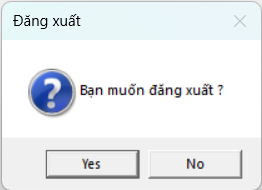 Đăng xuất
Bạn muốn đăng xuất ?
Yes
No